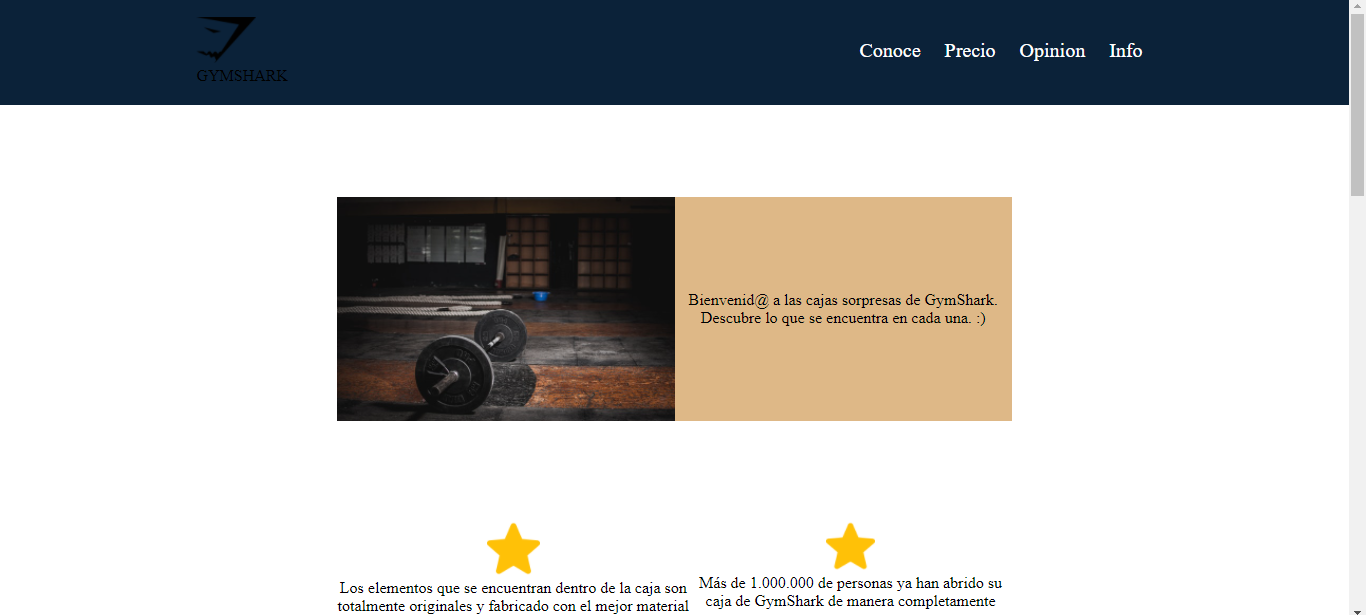 GYMSHARK
Conoce Precio Opinion Info
Bienvenid@ a las cajas sorpresas de GymShark.
Descubre lo que se encuentra en cada una. :)
Los elementos que se encuentran dentro de la caja son
totalmente originales y fabricado con el mejor material
Más de 1.000.000 de personas ya han abrido su
caja de GymShark de manera completamente